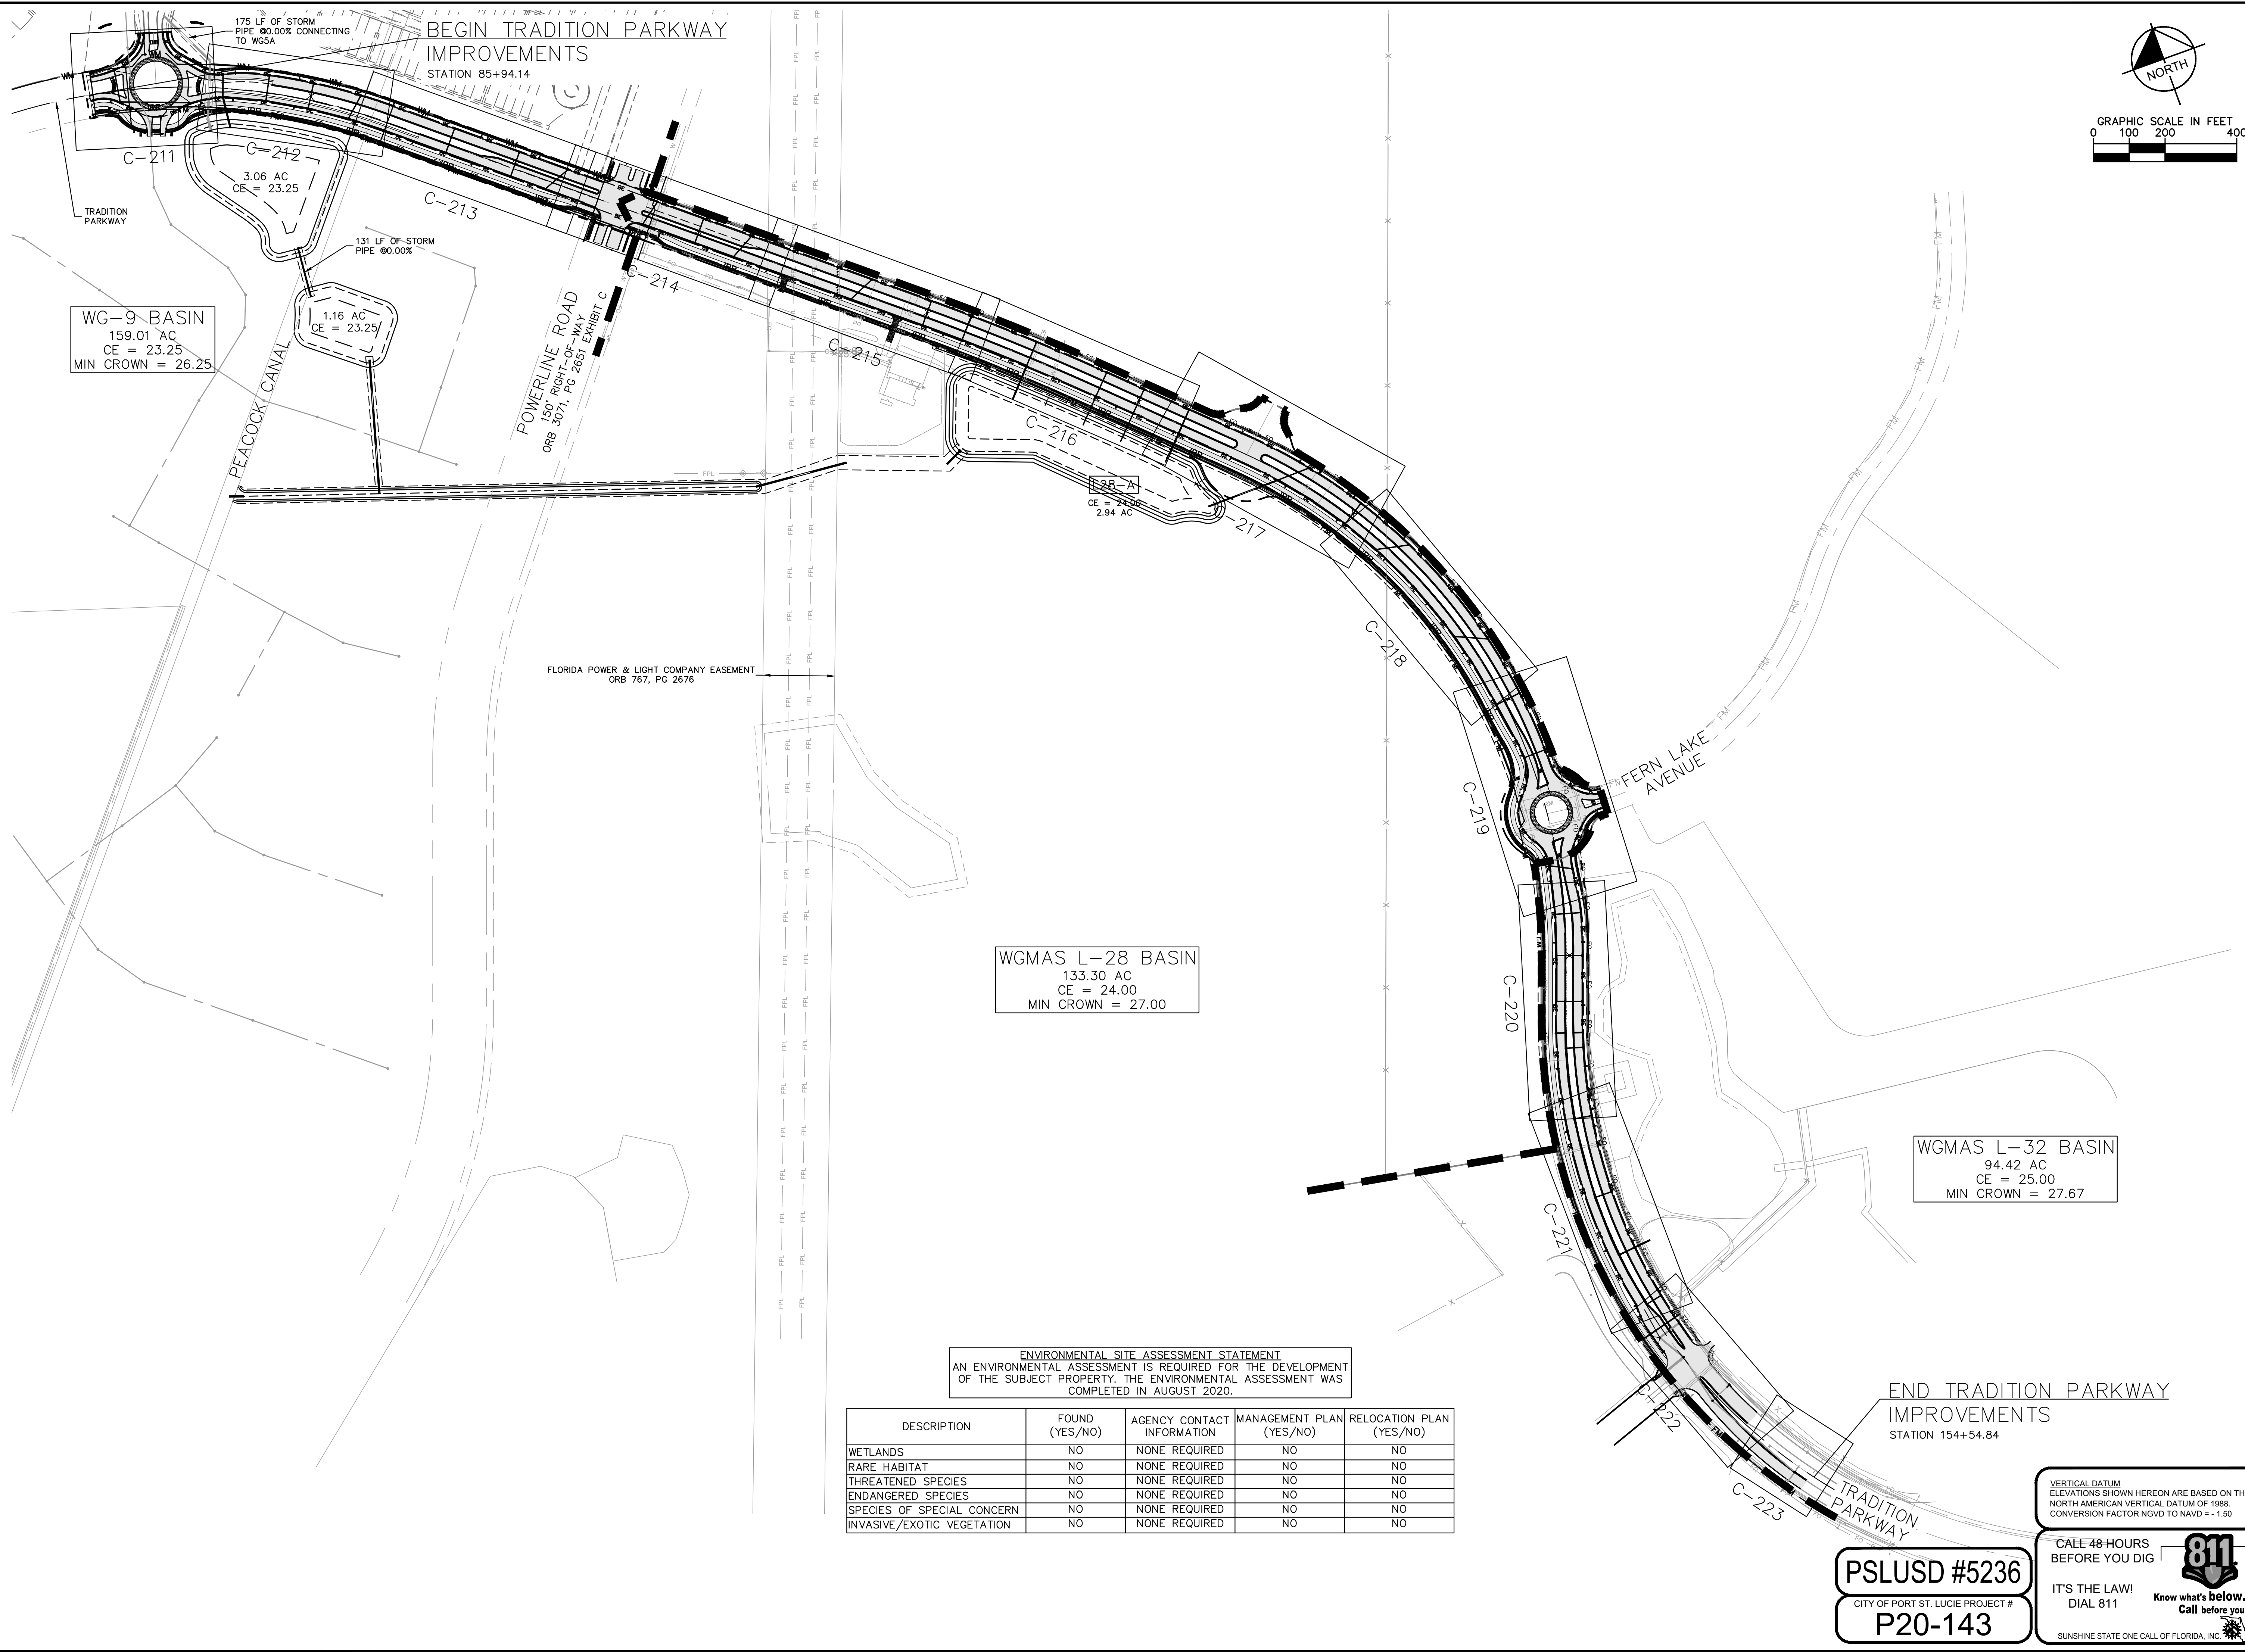 175 LF OF STORM
PIPE @0.00% CONNECTING
TO WG5A
BEGIN TRADITION PARKWAY
IMPROVEMENTS
STATION 85+94.14
NORTH
GRAPHIC SCALE IN FEET
0 100 200 400
C-211
C-212
3.06 AC
CE = 23.25
TRADITION
PARKWAY
C-213
131 LF OF STORM
PIPE @0.00%
C-214
WG-9 BASIN
159.01 AC
CE = 23.25
MIN CROWN = 26.25
1.16 AC
CE = 23.25
PEACOCK CANAL
POWERLINE ROAD
150' RIGHT-OF-WAY
ORB 3071, PG 2651 EXHIBIT C
C-215
C-216
L28-A
CE = 24.00
2.94 AC
-217
C-218
FLORIDA POWER & LIGHT COMPANY EASEMENT
ORB 767, PG 2676
FERN LAKE
AVENUE
C-219
WGMAS L-28 BASIN
133.30 AC
CE = 24.00
MIN CROWN = 27.00
C-220
WGMAS L-32 BASIN
94.42 AC
CE = 25.00
MIN CROWN = 27.67
C-221
ENVIRONMENTAL SITE ASSESSMENT STATEMENT
AN ENVIRONMENTAL ASSESSMENT IS REQUIRED FOR THE DEVELOPMENT
OF THE SUBJECT PROPERTY. THE ENVIRONMENTAL ASSESSMENT WAS
COMPLETED IN AUGUST 2020.
DESCRIPTION FOUND (YES/NO) AGENCY CONTACT INFORMATION MANAGEMENT PLAN (YES/NO) RELOCATION PLAN (YES/NO)
WETLANDS NO NONE REQUIRED NO NO
RARE HABITAT NO NONE REQUIRED NO NO
THREATENED SPECIES NO NONE REQUIRED NO NO
ENDANGERED SPECIES NO NONE REQUIRED NO NO
SPECIES OF SPECIAL CONCERN NO NONE REQUIRED NO NO
INVASIVE/EXOTIC VEGETATION NO NONE REQUIRED NO NO
C-222
END TRADITION PARKWAY
IMPROVEMENTS
STATION 154+54.84
C-223
TRADITION
PARKWAY
VERTICAL DATUM
ELEVATIONS SHOWN HEREON ARE BASED ON TH
NORTH AMERICAN VERTICAL DATUM OF 1988.
CONVERSION FACTOR NGVD TO NAVD = - 1.50
PSLUSD #5236
CITY OF PORT ST. LUCIE PROJECT #
P20-143
CALL 48 HOURS
BEFORE YOU DIG
IT'S THE LAW!
DIAL 811
811
Know what's below.
Call before you
SUNSHINE STATE ONE CALL OF FLORIDA, INC.